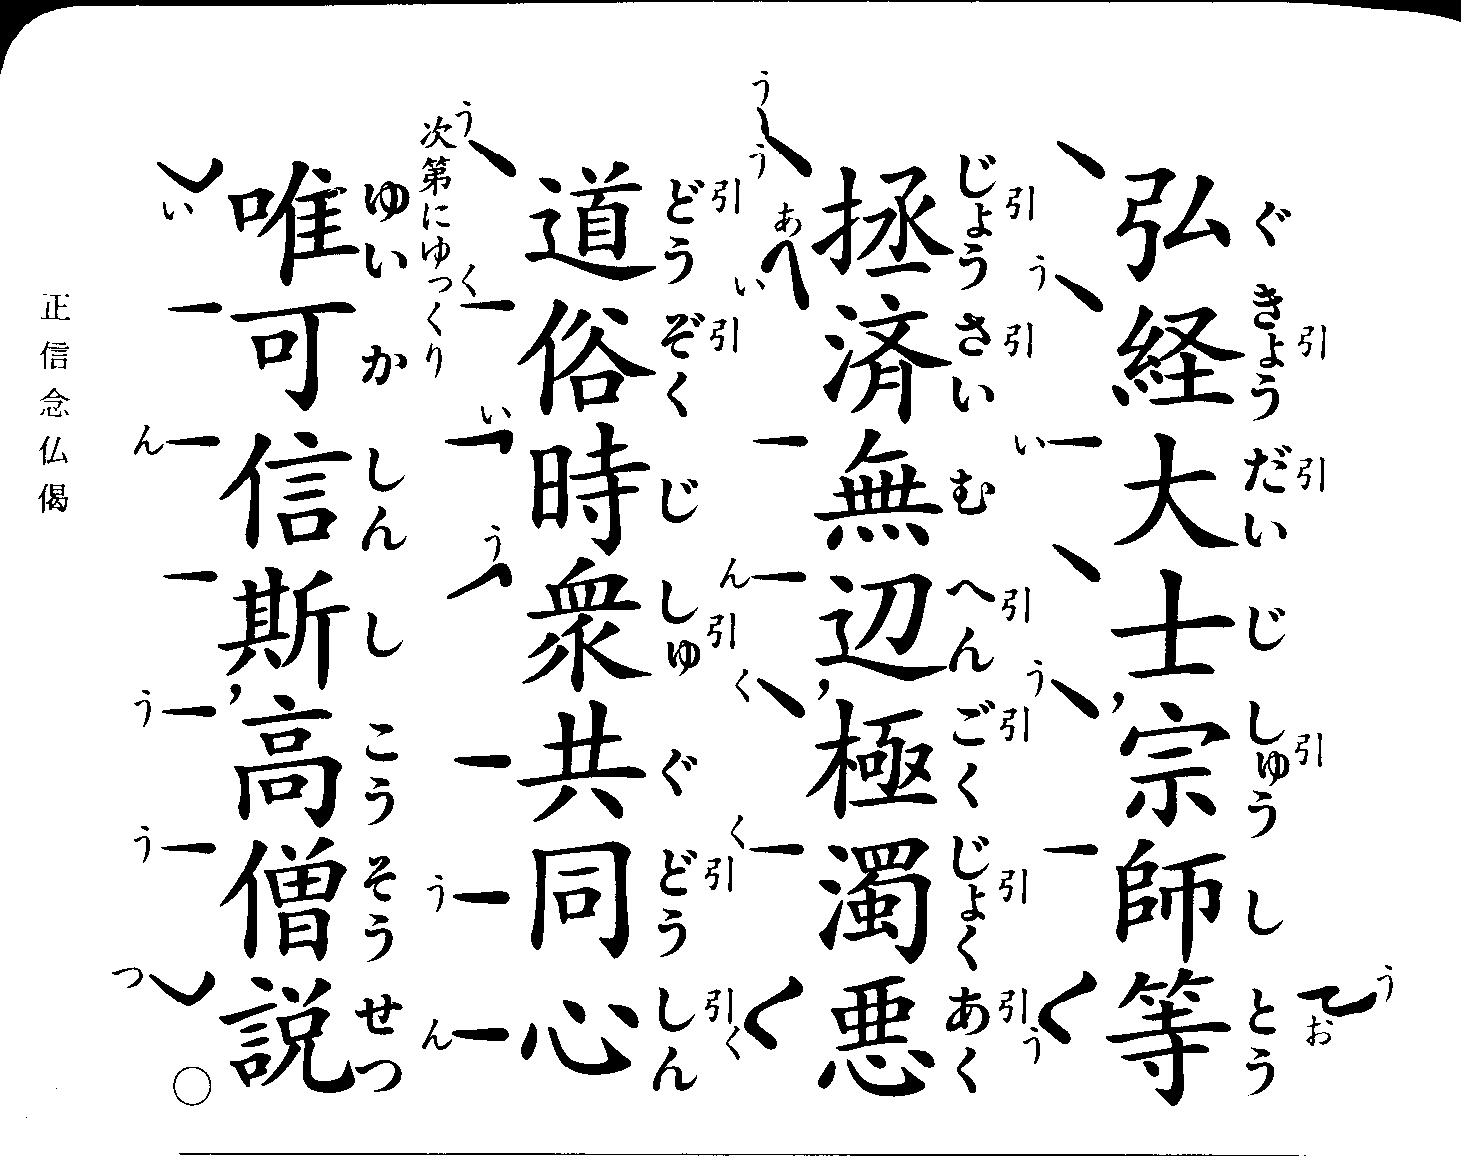 弘経大士宗師等
ぐ きょう だい じ しゅう し とう
引 引 引
う い う う お
拯済無辺極濁悪
じょう さい む へん ごく じょく あく
引 引 引 引 引 引
う う あ い ん く く う
道俗時衆共同心
どう ぞく じ しゅ ぐ どう しん
引 引 引 引 引
う く い う う ん く
次第にゆっくり
唯可信斯高僧説
ゆい か しん し こう そう せつ
い ん う う つ
正信念仏偈